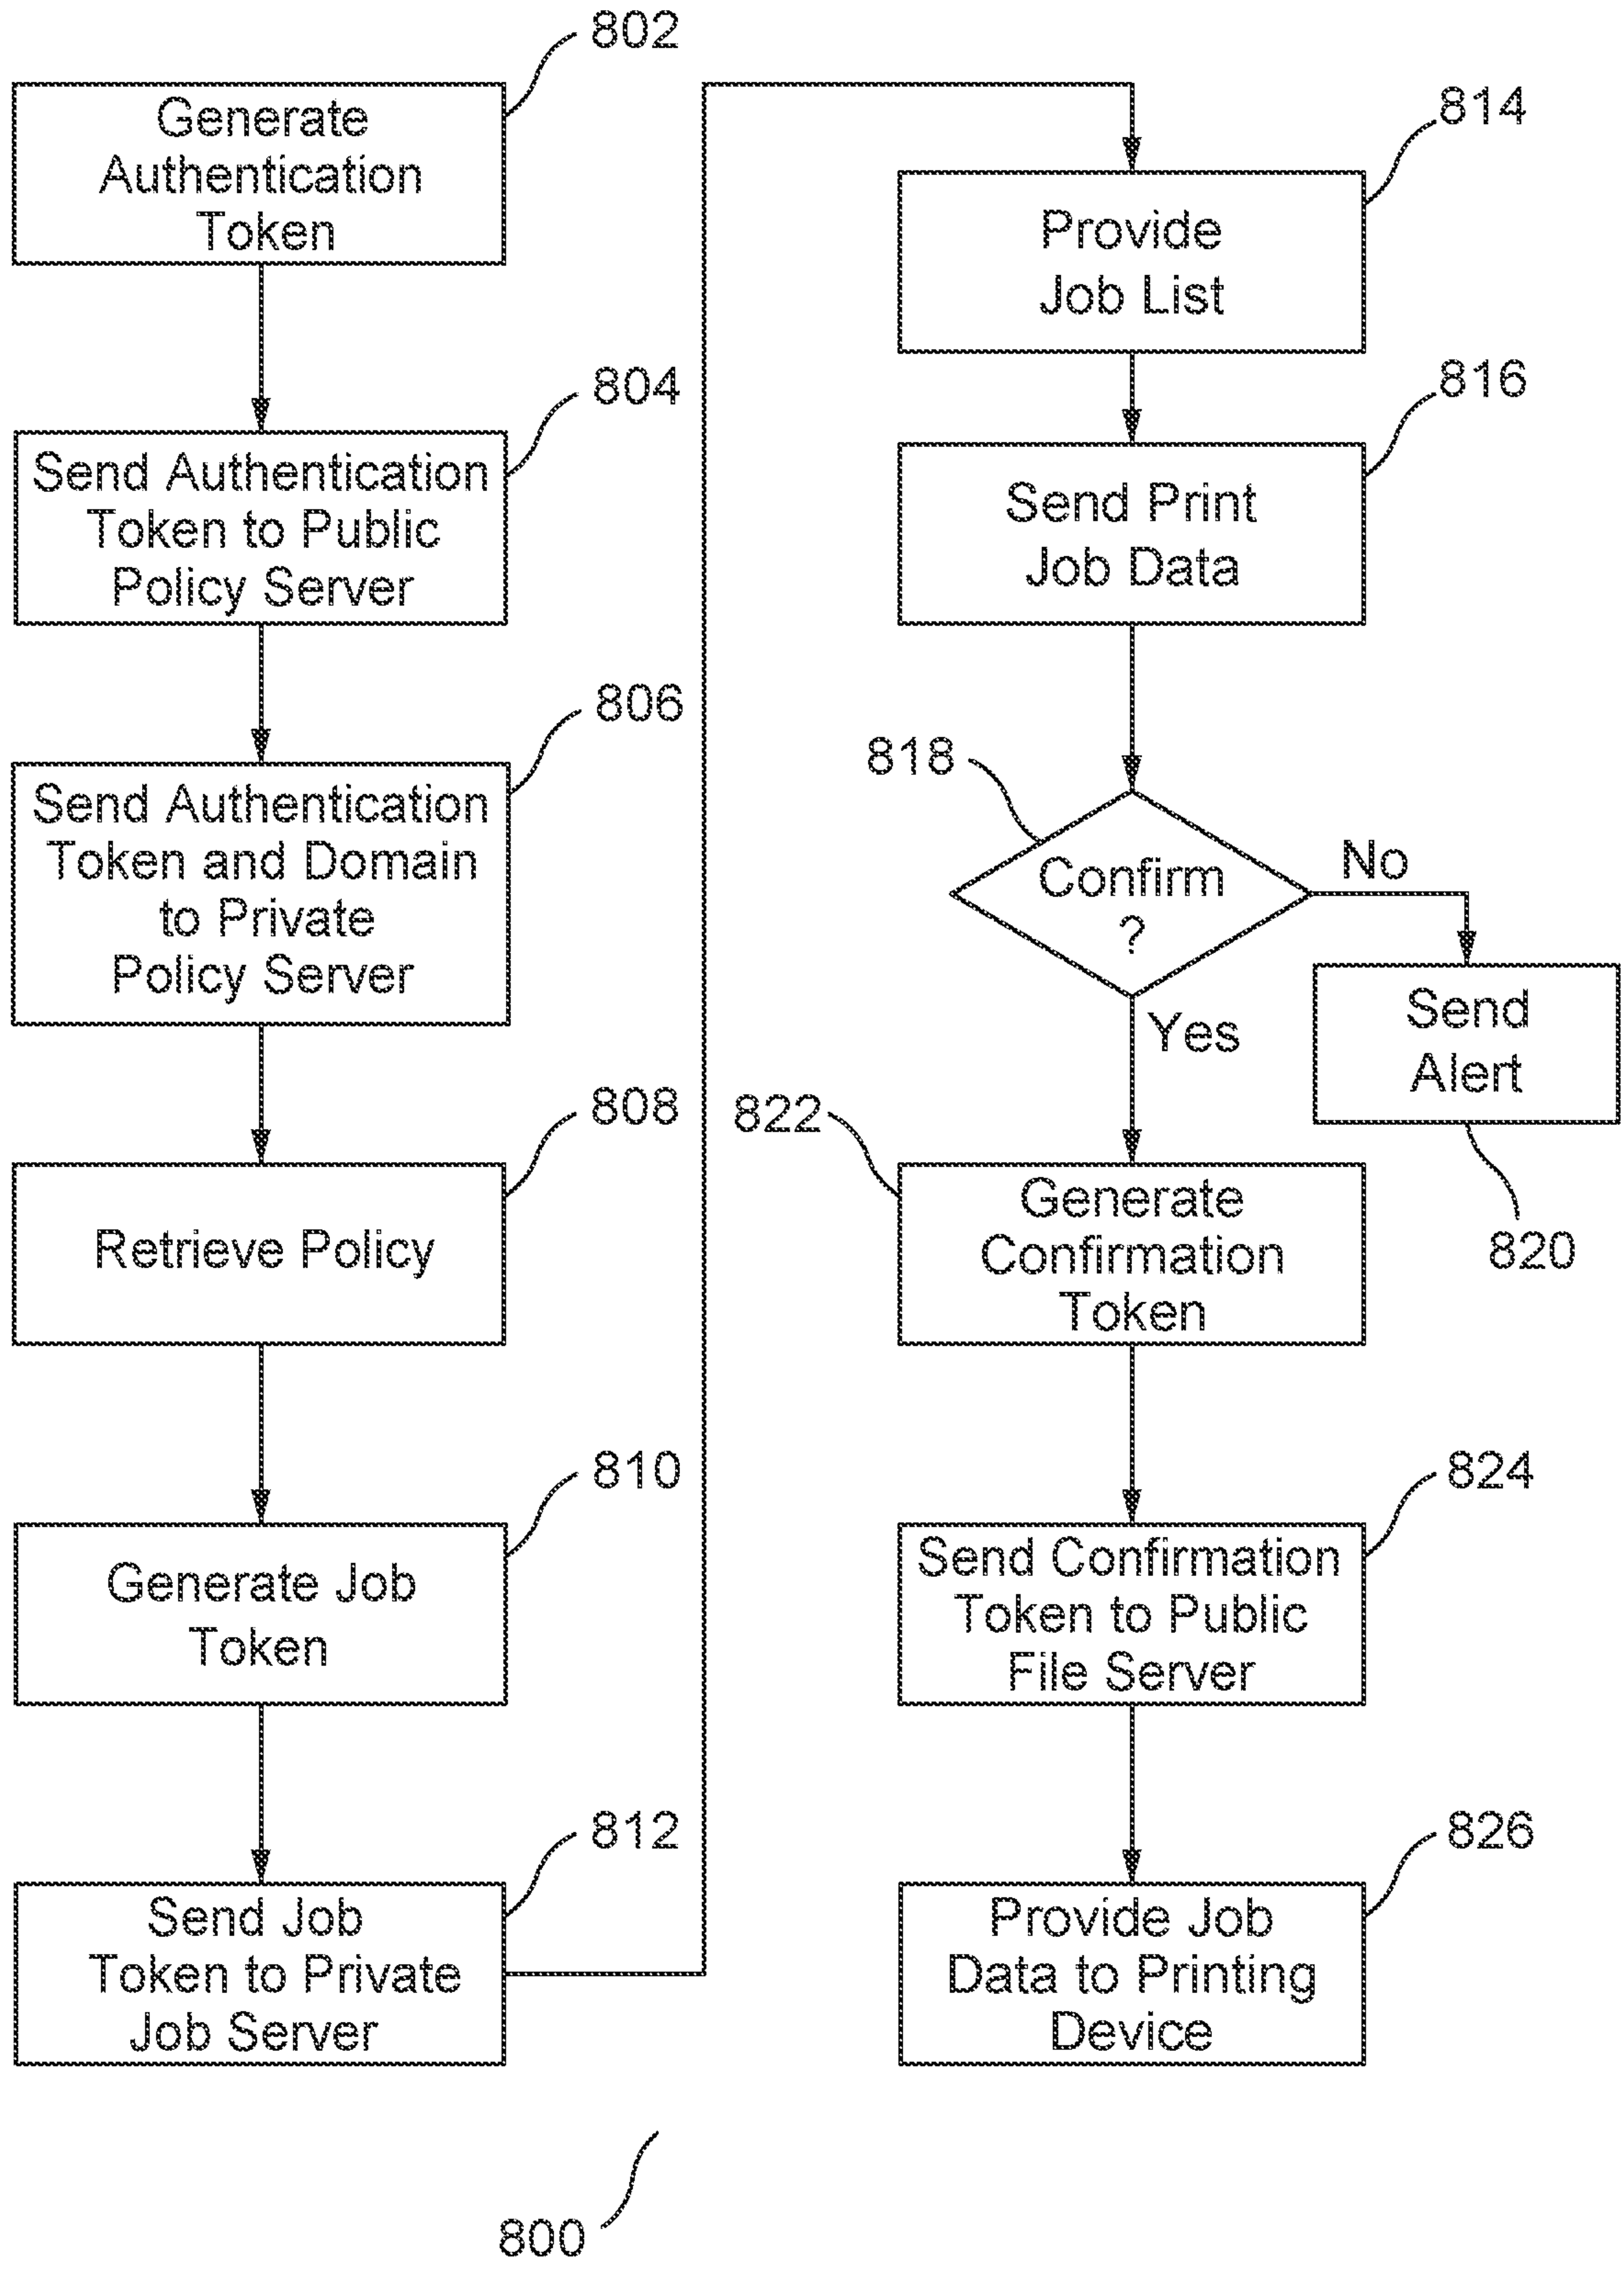 802
Generate
Authentication
Token
804
Send Authentication
Token to Public
Policy Server
806
Send Authentication
Token and Domain
to Private
Policy Server
808
Retrieve Policy
810
Generate Job
Token
812
Send Job
Token to Private
Job Server
814
Provide
Job List
816
Send Print
Job Data
818
Confirm
?
No
Yes
Send
Alert
820
822
Generate
Confirmation
Token
824
Send Confirmation
Token to Public
File Server
826
Provide Job
Data to Printing
Device
800